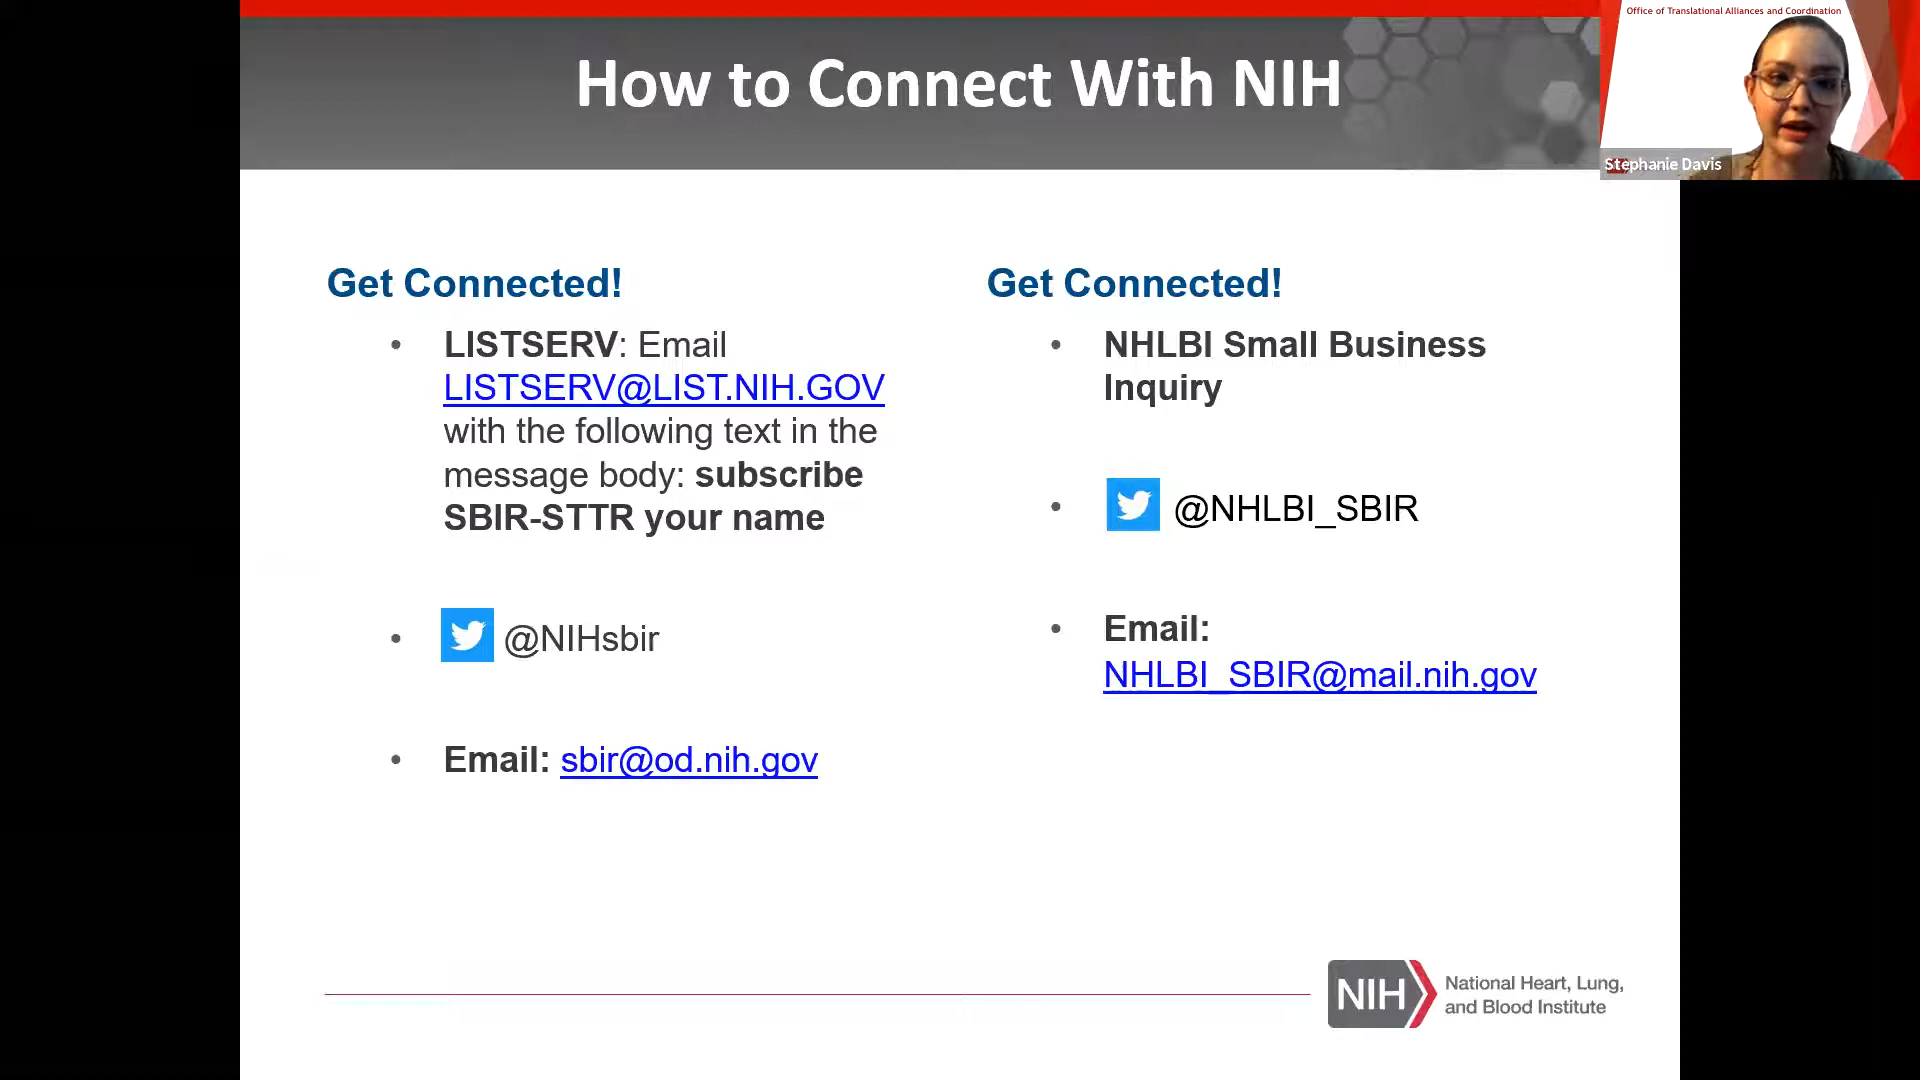 Office of Translational Alliances and Coordination
How to Connect With NIH
Stephanie Davis
Get Connected!
• LISTSERV: Email
LISTSERV@LIST.NIH.GOV
with the following text in the
message body: subscribe
SBIR-STTR your name
• @NIHsbir
• Email: sbir@od.nih.gov
Get Connected!
• NHLBI Small Business
Inquiry
• @NHLBI_SBIR
• Email:
NHLBI_SBIR@mail.nih.gov
NIH
National Heart, Lung,
and Blood Institute